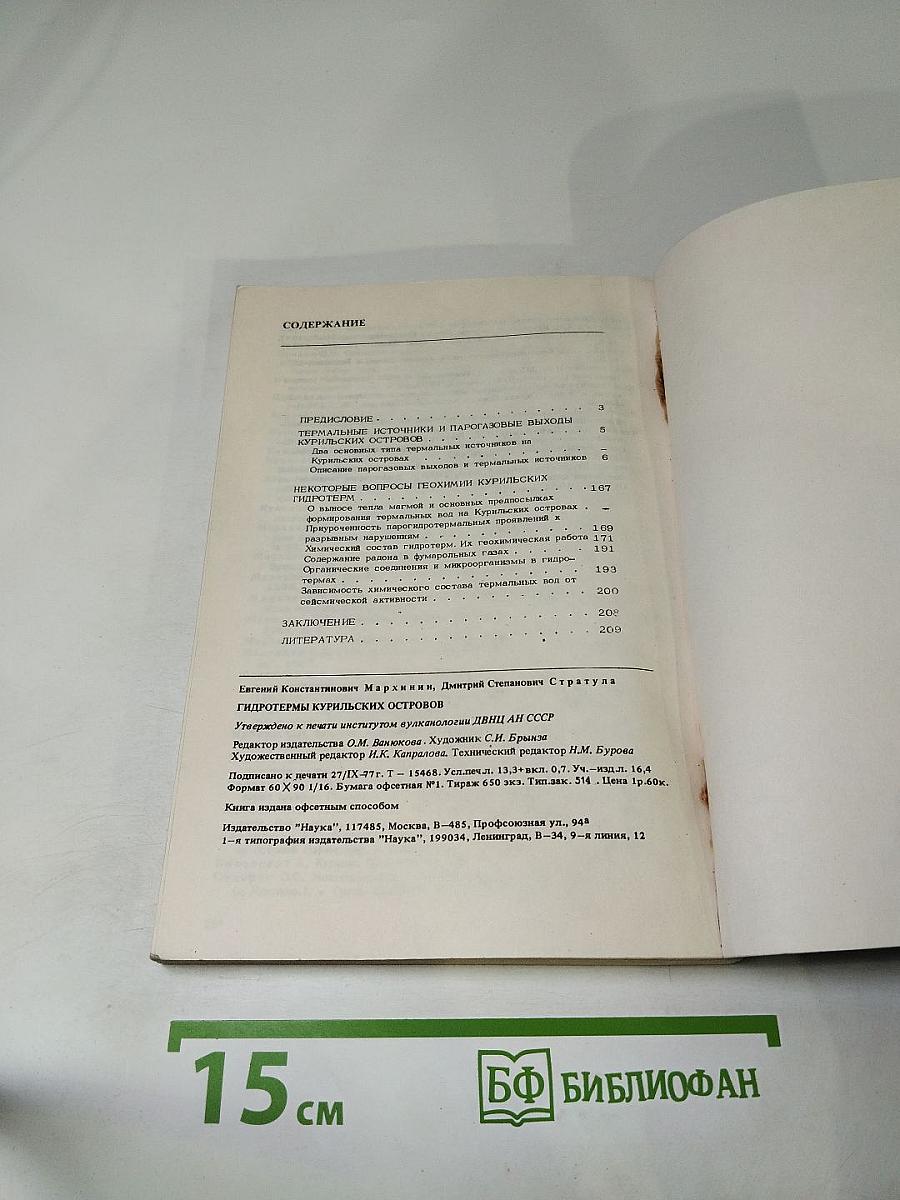 СОДЕРЖАНИЕ
ПРЕДИСЛОВИЕ . . . . . . . . . . . . . . . 3
ТЕРМАЛЬНЫЕ ИСТОЧНИКИ И ПАРОГАЗОВЫЕ ВЫХОДЫ
КУРИЛЬСКИХ ОСТРОВОВ . . . . . . . . . . . 5
Два основных типа термальных источников на
Курильских островах . . . . . . . . . . . –
Описание парогазовых выходов и термальных источников 6
НЕКОТОРЫЕ ВОПРОСЫ ГЕОХИМИИ КУРИЛЬСКИХ
ГИДРОТЕРМ . . . . . . . . . . . . . . . 167
О выносе тепла магмой и основных предпосылках
формирования термальных вод на Курильских островах . –
Приуроченность парогидротермальных проявлений к
разрывным нарушениям . . . . . . . . . . . 169
Химический состав гидротерм. Их геохимическая работа 171
Содержание радона в фумарольных газах . . . . . 191
Органические соединения и микроорганизмы в гидро-
термах . . . . . . . . . . . . . . . 193
Зависимость химического состава термальных вод от
сейсмической активности . . . . . . . . . . 200
ЗАКЛЮЧЕНИЕ . . . . . . . . . . . . . . . 208
ЛИТЕРАТУРА . . . . . . . . . . . . . . . 209
Евгений Константинович Мархинин, Дмитрий Степанович Стратула
ГИДРОТЕРМЫ КУРИЛЬСКИХ ОСТРОВОВ
Утверждено к печати институтом вулканологии ДВНЦ АН СССР
Редактор издательства О.М. Ванюкова. Художник С.И. Брынза
Художественный редактор И.К. Капралова. Технический редактор Н.М. Бурова
Подписано к печати 27/IX-77г. Т – 15468. Усл.печ.л. 13,3+вкл. 0,7. Уч.–изд.л. 16,4
Формат 60 X 90 1/16. Бумага офсетная №1. Тираж 650 экз. Тип.зак. 514 . Цена 1р.60к.
Книга издана офсетным способом
Издательство "Наука", 117485, Москва, В–485, Профсоюзная ул., 94а
1–я типография издательства "Наука", 199034, Ленинград, В–34, 9–я линия, 12
15 см
БФ БИБЛИОФАН